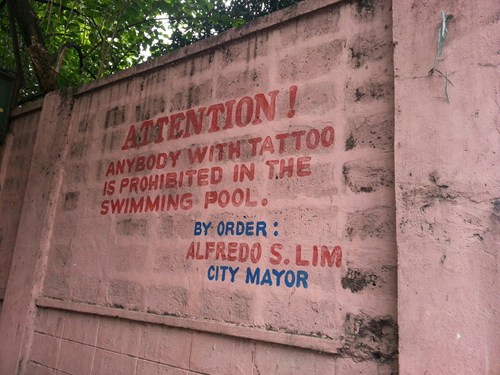 ATTENTION!
ANYBODY WITH TATTOO
IS PROHIBITED IN THE
SWIMMING POOL.
BY ORDER:
ALFREDO S. LIM
CITY MAYOR